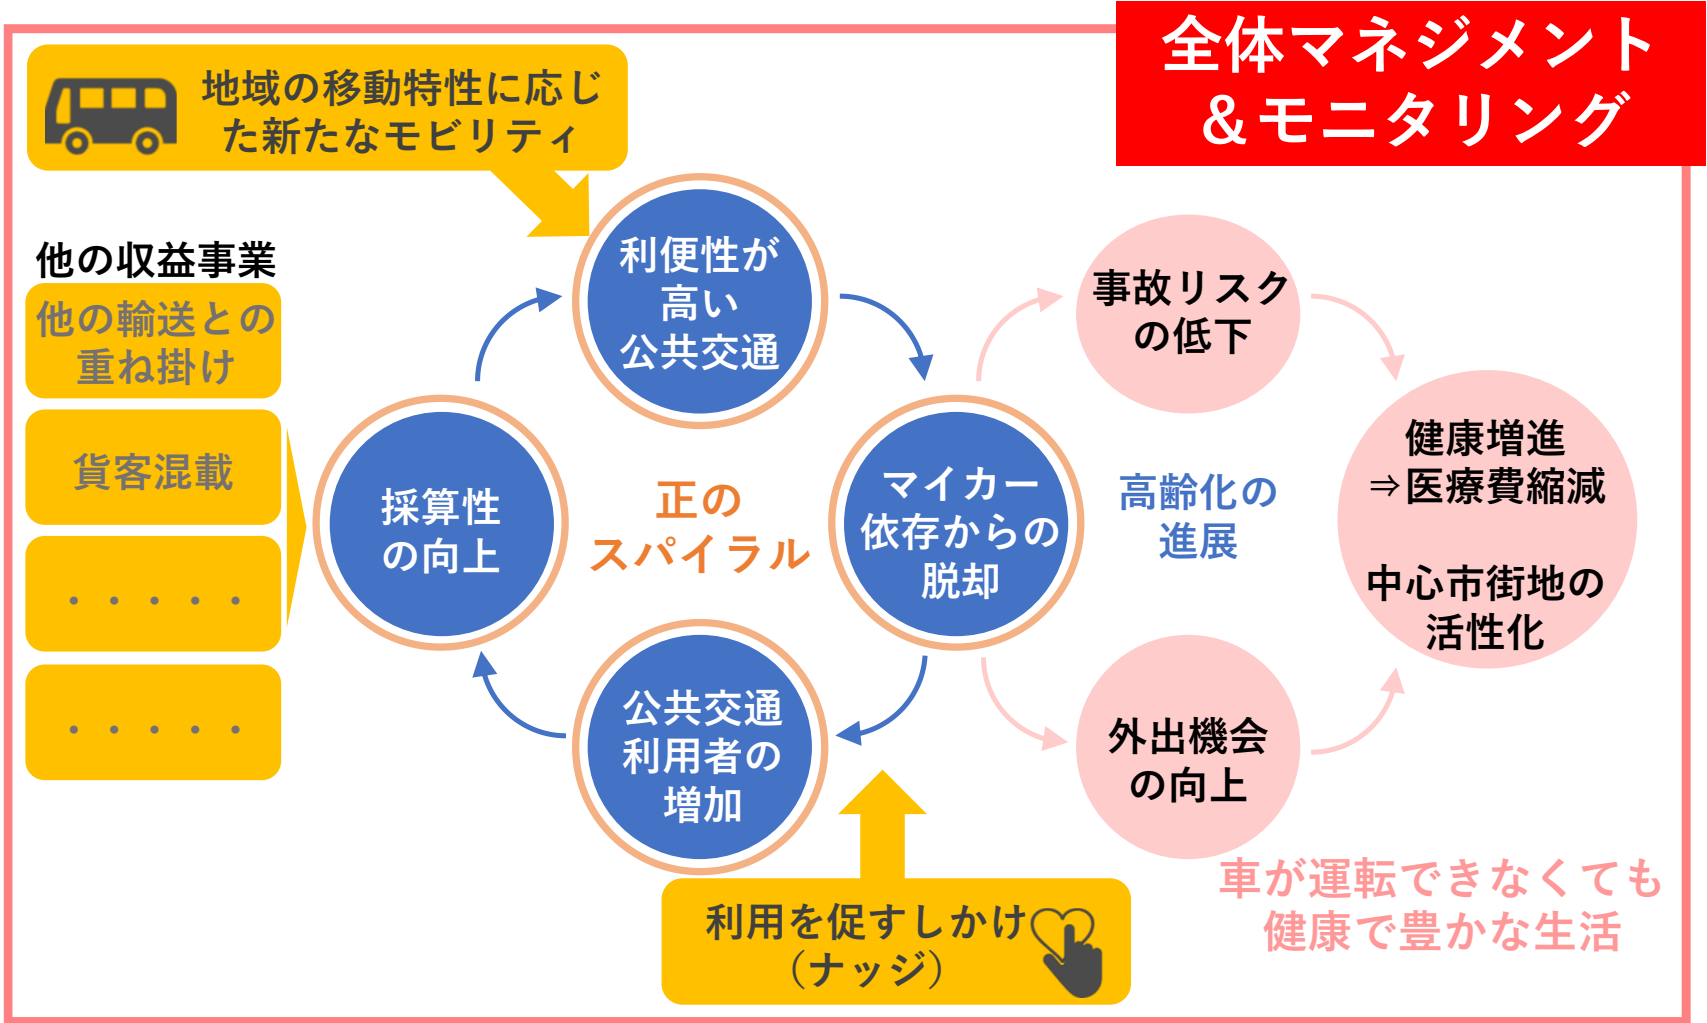 全体マネジメント
＆モニタリング
地域の移動特性に応じ
た新たなモビリティ
他の収益事業
他の輸送との
重ね掛け
貨客混載
・・・・・
・・・・・
利便性が
高い
公共交通
採算性
の向上
正の
スパイラル
マイカー
依存からの
脱却
公共交通
利用者の
増加
高齢化の
進展
事故リスク
の低下
外出機会
の向上
健康増進
⇒医療費縮減
中心市街地の
活性化
利用を促すしかけ
（ナッジ）
車が運転できなくても
健康で豊かな生活